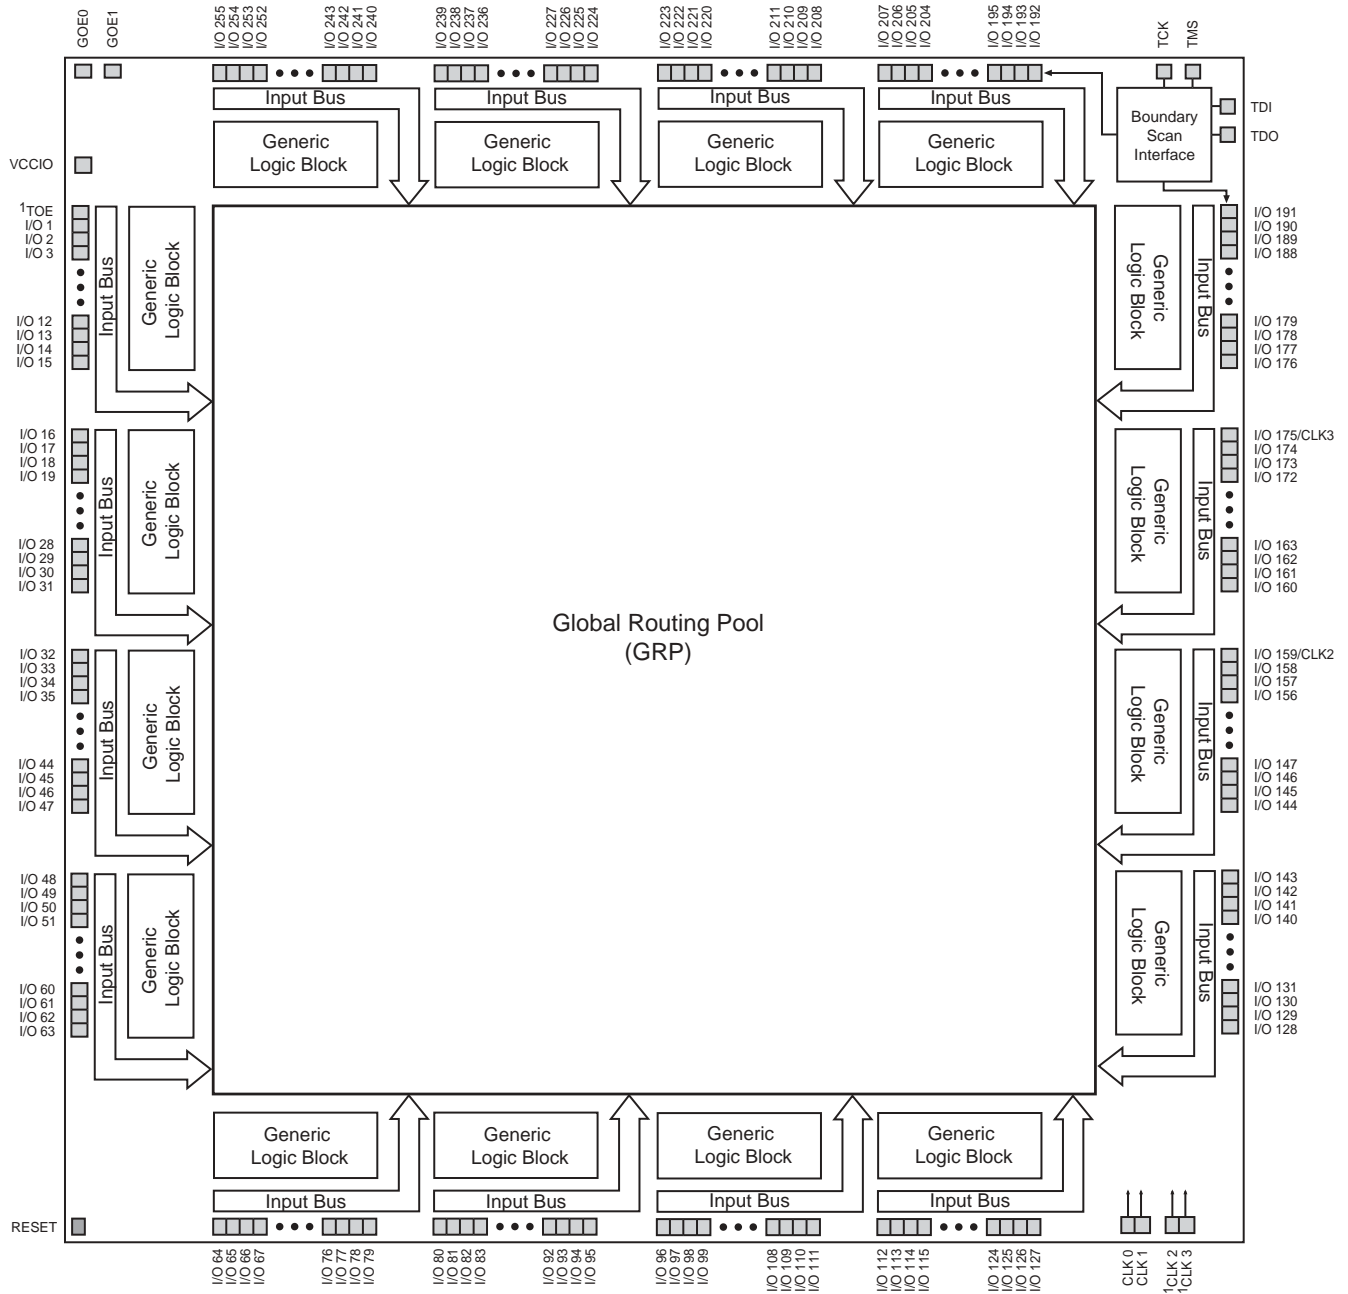 GOE0
GOE1
I/O 255
I/O 254
I/O 253
I/O 252
I/O 243
I/O 242
I/O 241
I/O 240
I/O 239
I/O 238
I/O 237
I/O 236
I/O 227
I/O 226
I/O 225
I/O 224
I/O 223
I/O 222
I/O 221
I/O 220
I/O 211
I/O 210
I/O 209
I/O 208
I/O 207
I/O 206
I/O 205
I/O 204
I/O 195
I/O 194
I/O 193
I/O 192
TCK
TMS
Input Bus
Generic
Logic Block
Input Bus
Generic
Logic Block
Input Bus
Generic
Logic Block
Input Bus
Generic
Logic Block
Boundary
Scan
Interface
TDI
TDO
VCCIO
1TOE
I/O 1
I/O 2
I/O 3
I/O 12
I/O 13
I/O 14
I/O 15
Input Bus
Generic
Logic Block
I/O 16
I/O 17
I/O 18
I/O 19
I/O 28
I/O 29
I/O 30
I/O 31
Input Bus
Generic
Logic Block
I/O 32
I/O 33
I/O 34
I/O 35
I/O 44
I/O 45
I/O 46
I/O 47
Input Bus
Generic
Logic Block
I/O 48
I/O 49
I/O 50
I/O 51
I/O 60
I/O 61
I/O 62
I/O 63
Input Bus
Generic
Logic Block
Global Routing Pool
(GRP)
Generic
Logic Block
Input Bus
I/O 191
I/O 190
I/O 189
I/O 188
I/O 179
I/O 178
I/O 177
I/O 176
Generic
Logic Block
Input Bus
I/O 175/CLK3
I/O 174
I/O 173
I/O 172
I/O 163
I/O 162
I/O 161
I/O 160
Generic
Logic Block
Input Bus
I/O 159/CLK2
I/O 158
I/O 157
I/O 156
I/O 147
I/O 146
I/O 145
I/O 144
Generic
Logic Block
Input Bus
I/O 143
I/O 142
I/O 141
I/O 140
I/O 131
I/O 130
I/O 129
I/O 128
Generic
Logic Block
Input Bus
Generic
Logic Block
Input Bus
Generic
Logic Block
Input Bus
Generic
Logic Block
Input Bus
RESET
I/O 64
I/O 65
I/O 66
I/O 67
I/O 76
I/O 77
I/O 78
I/O 79
I/O 80
I/O 81
I/O 82
I/O 83
I/O 92
I/O 93
I/O 94
I/O 95
I/O 96
I/O 97
I/O 98
I/O 99
I/O 108
I/O 109
I/O 110
I/O 111
I/O 112
I/O 113
I/O 114
I/O 115
I/O 124
I/O 125
I/O 126
I/O 127
CLK 0
CLK 1
1CLK 2
1CLK 3